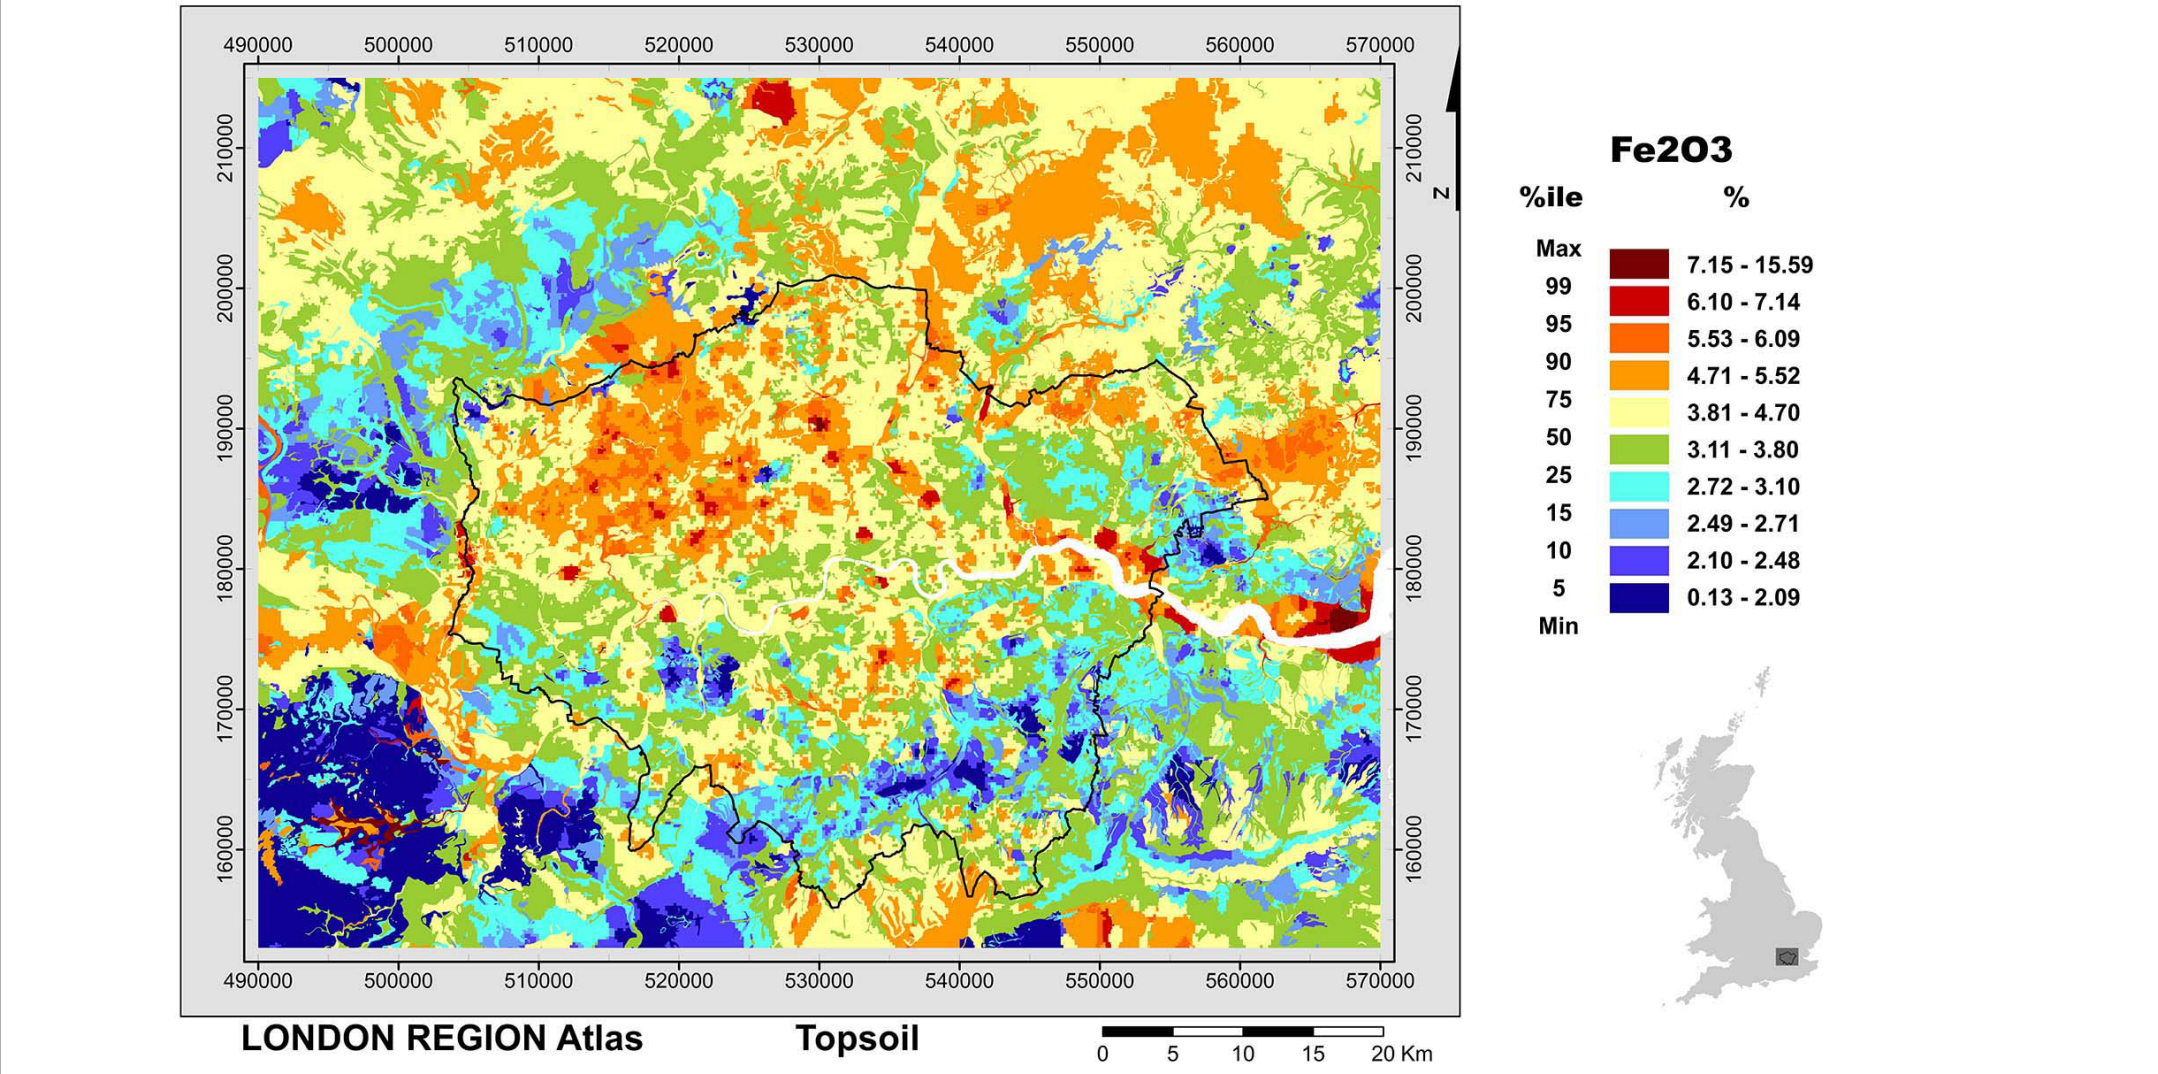 490000 500000 510000 520000 530000 540000 550000 560000 570000
210000
200000
190000
180000
170000
160000
210000
200000
190000
180000
170000
160000
N
490000 500000 510000 520000 530000 540000 550000 560000 570000
LONDON REGION Atlas
Topsoil
0 5 10 15 20 Km
Fe2O3
%ile %
Max
7.15 - 15.59
99
6.10 - 7.14
95
5.53 - 6.09
90
4.71 - 5.52
75
3.81 - 4.70
50
3.11 - 3.80
25
2.72 - 3.10
15
2.49 - 2.71
10
2.10 - 2.48
5
0.13 - 2.09
Min